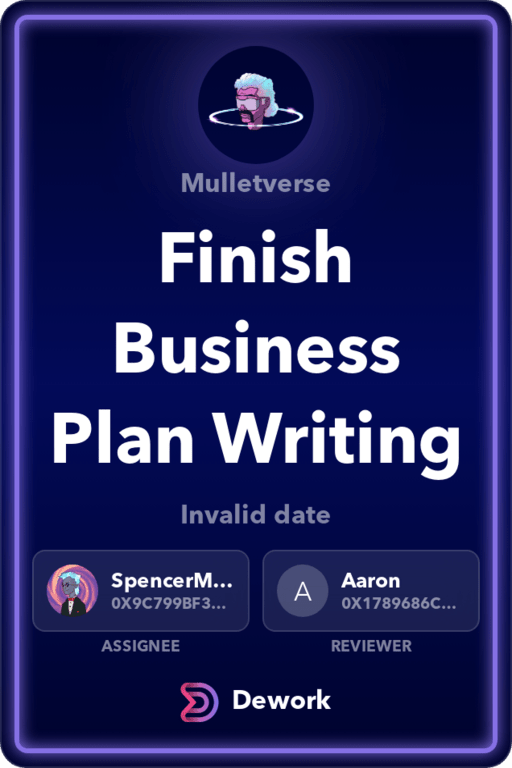 Mulletverse
Finish
Business
Plan Writing
Invalid date
SpencerM...
0X9C799BF3...
ASSIGNEE
A
Aaron
0X1789686C...
REVIEWER
Dework